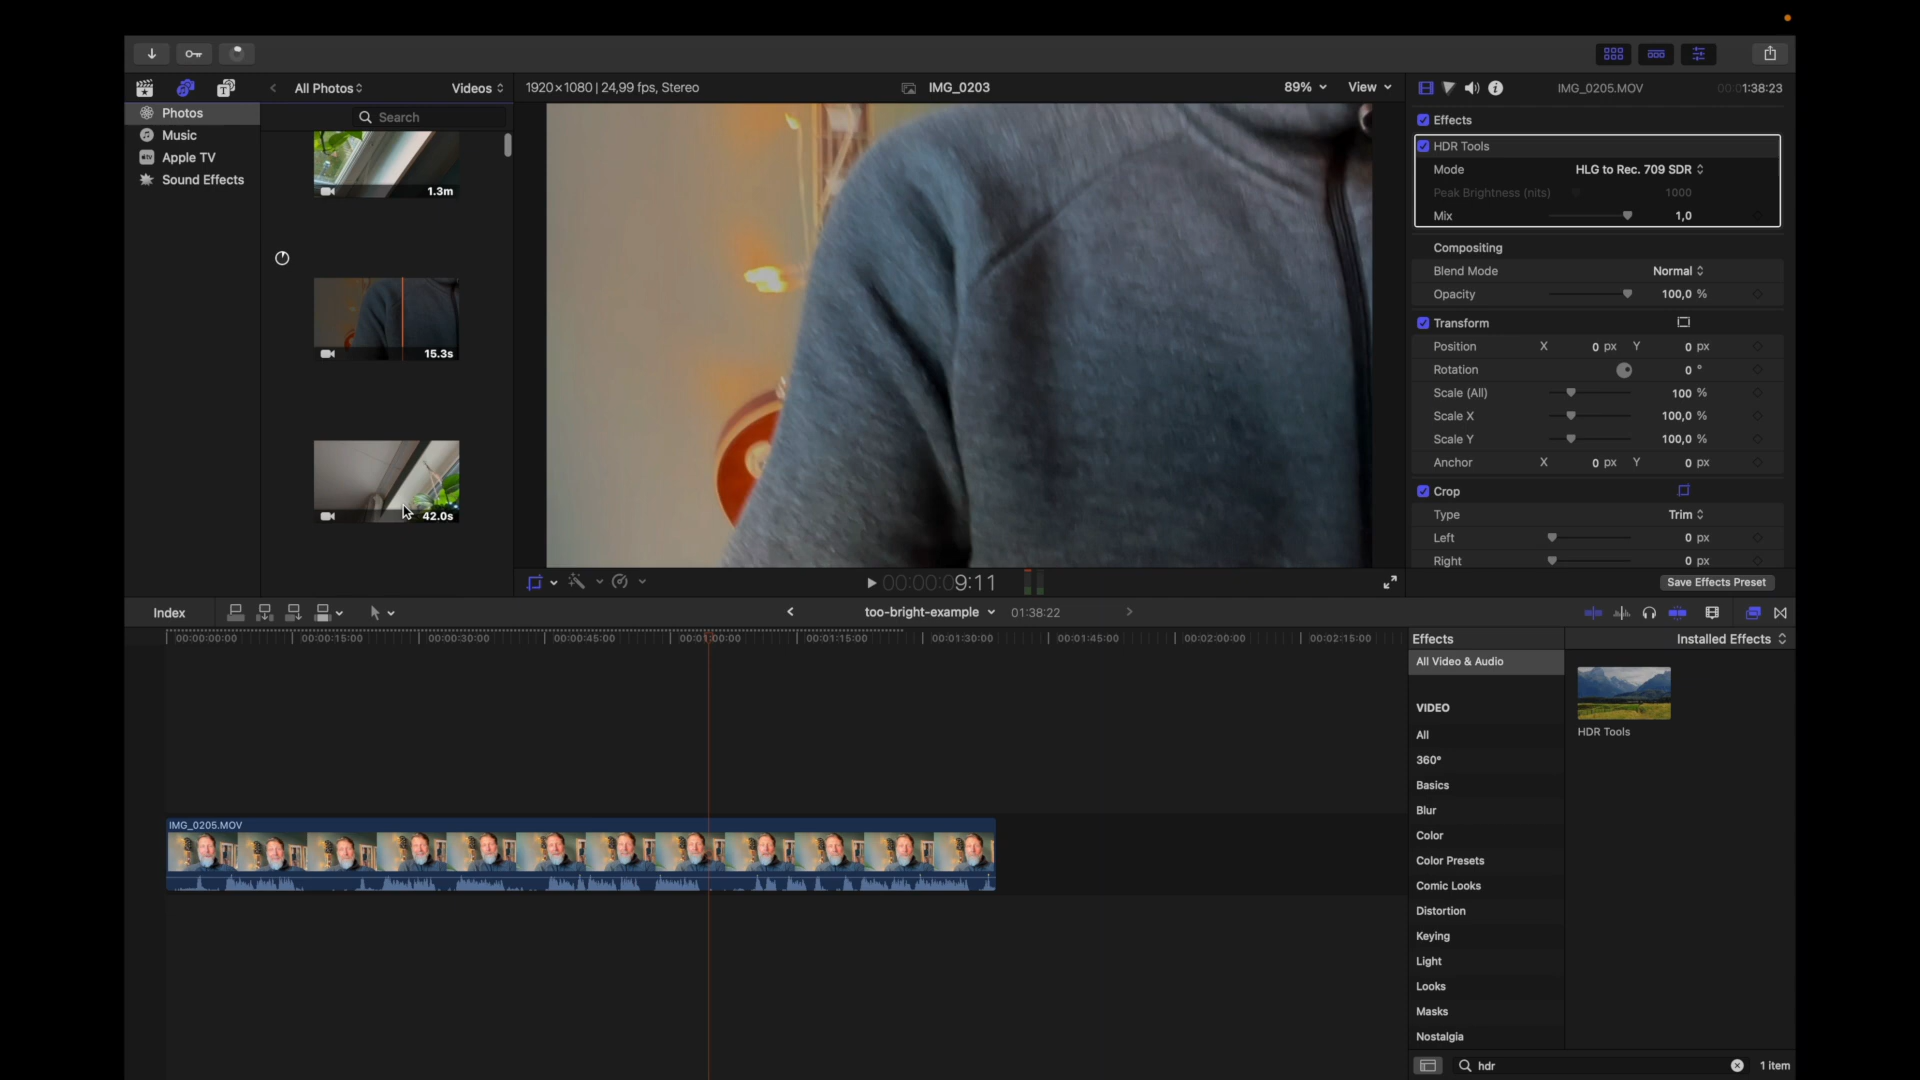 All Photos
Videos
1920×1080 | 24,99 fps, Stereo
IMG_0203
89%
View
IMG_0205.MOV
00:01:38:23
Photos
Music
Apple TV
Sound Effects
Search
1.3m
15.3s
42.0s
Effects
HDR Tools
Mode
HLG to Rec. 709 SDR
Peak Brightness (nits)
1000
Mix
1,0
Compositing
Blend Mode
Normal
Opacity
100,0 %
Transform
Position X 0 px Y 0 px
Rotation
0 °
Scale (All)
100 %
Scale X
100,0 %
Scale Y
100,0 %
Anchor X 0 px Y 0 px
Crop
Type
Trim
Left
0 px
Right
0 px
00:00:09:11
Save Effects Preset
Index
too-bright-example
01:38:22
00:00:00:00
00:00:15:00
00:00:30:00
00:00:45:00
00:01:00:00
00:01:15:00
00:01:30:00
00:01:45:00
00:02:00:00
00:02:15:00
IMG_0205.MOV
Effects
Installed Effects
All Video & Audio
VIDEO
All
360°
Basics
Blur
Color
Color Presets
Comic Looks
Distortion
Keying
Light
Looks
Masks
Nostalgia
HDR Tools
hdr
1 item